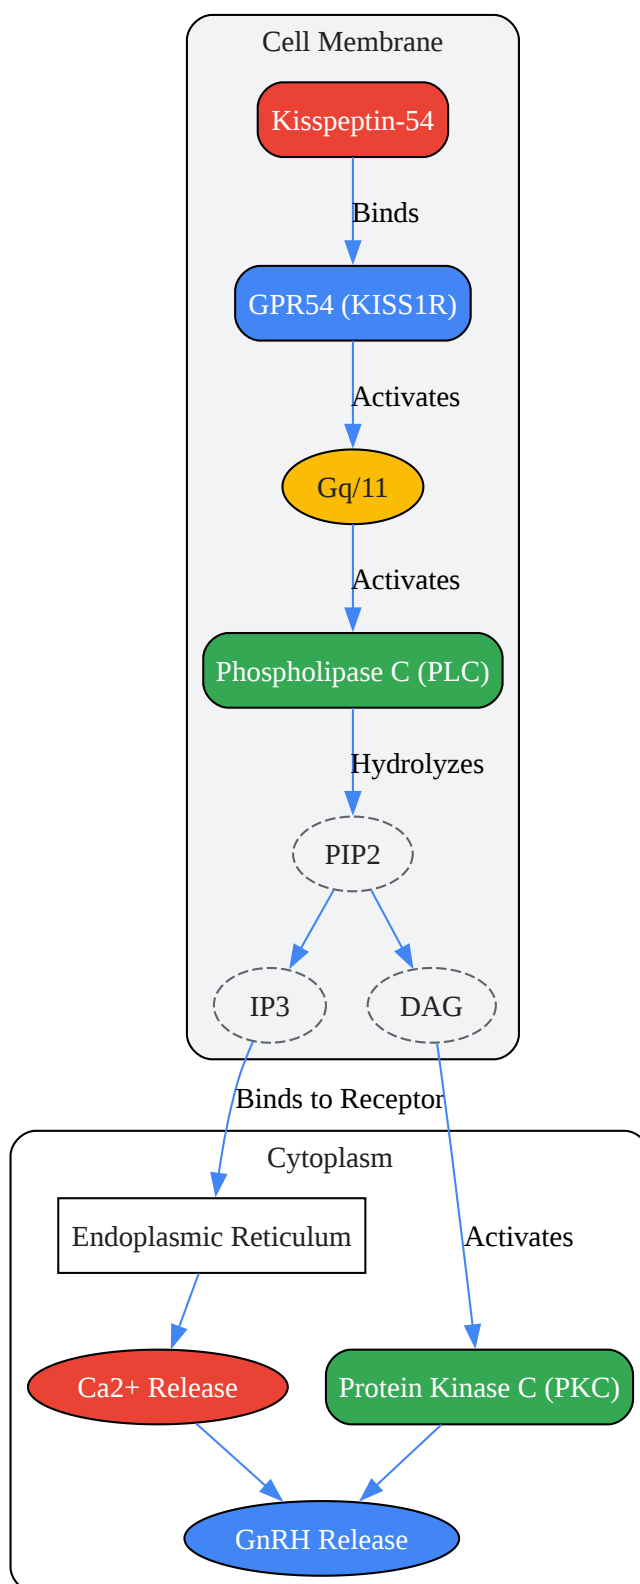 Cell Membrane
Kisspeptin-54
Binds
GPR54 (KISS1R)
Activates
Gq/11
Activates
Phospholipase C (PLC)
Hydrolyzes
PIP2
IP3
DAG
Binds to Receptor
Cytoplasm
Endoplasmic Reticulum
Activates
Ca2+ Release
Protein Kinase C (PKC)
GnRH Release